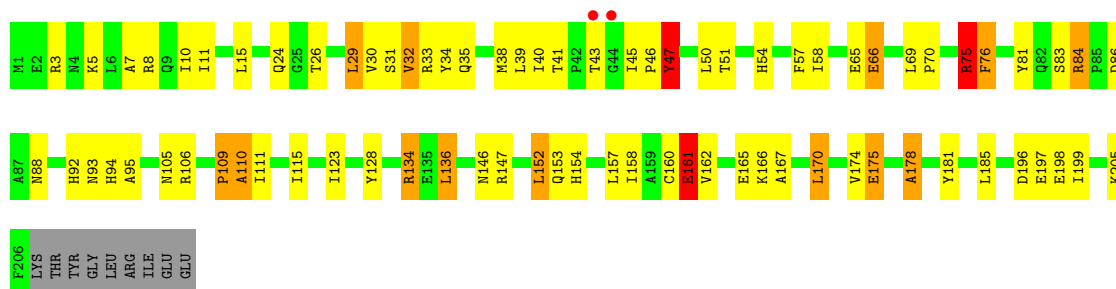 M1 E2 R3 N4 K5 L6 A7 R8 Q9 I10 I11 L15 Q24 G25 T26 L29 V30 S31 V32 R33 Y34 Q35 M38 L39 I40 T41 P42 T43 G44 I45 P46 Y47 L50 T51 H54 F57 I58 E65 E66 L69 P70 R75 F76 Y81 Q82 S83 R84 P85 D86
A87 N88 H92 N93 H94 A95 N105 R106 P109 A110 I111 I115 I123 Y128 R134 E135 L136 N146 R147 L152 Q153 H154 L157 I158 A159 C160 E161 V162 E165 K166 A167 L170 V174 E175 A178 Y181 L185 D196 E197 E198 I199 K205
F206 LYS THR TYR GLY LEU ARG ILE GLU GLU